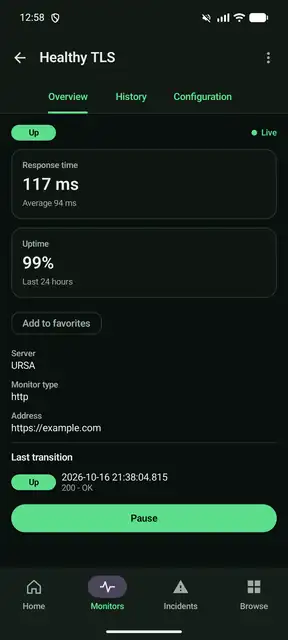 12:58
Healthy TLS
Overview
History
Configuration
Up
Live
Response time
117 ms
Average 94 ms
Uptime
99%
Last 24 hours
Add to favorites
Server
URSA
Monitor type
http
Address
https://example.com
Last transition
Up
2026-10-16 21:38:04.815
200 - OK
Pause
Home
Monitors
Incidents
Browse